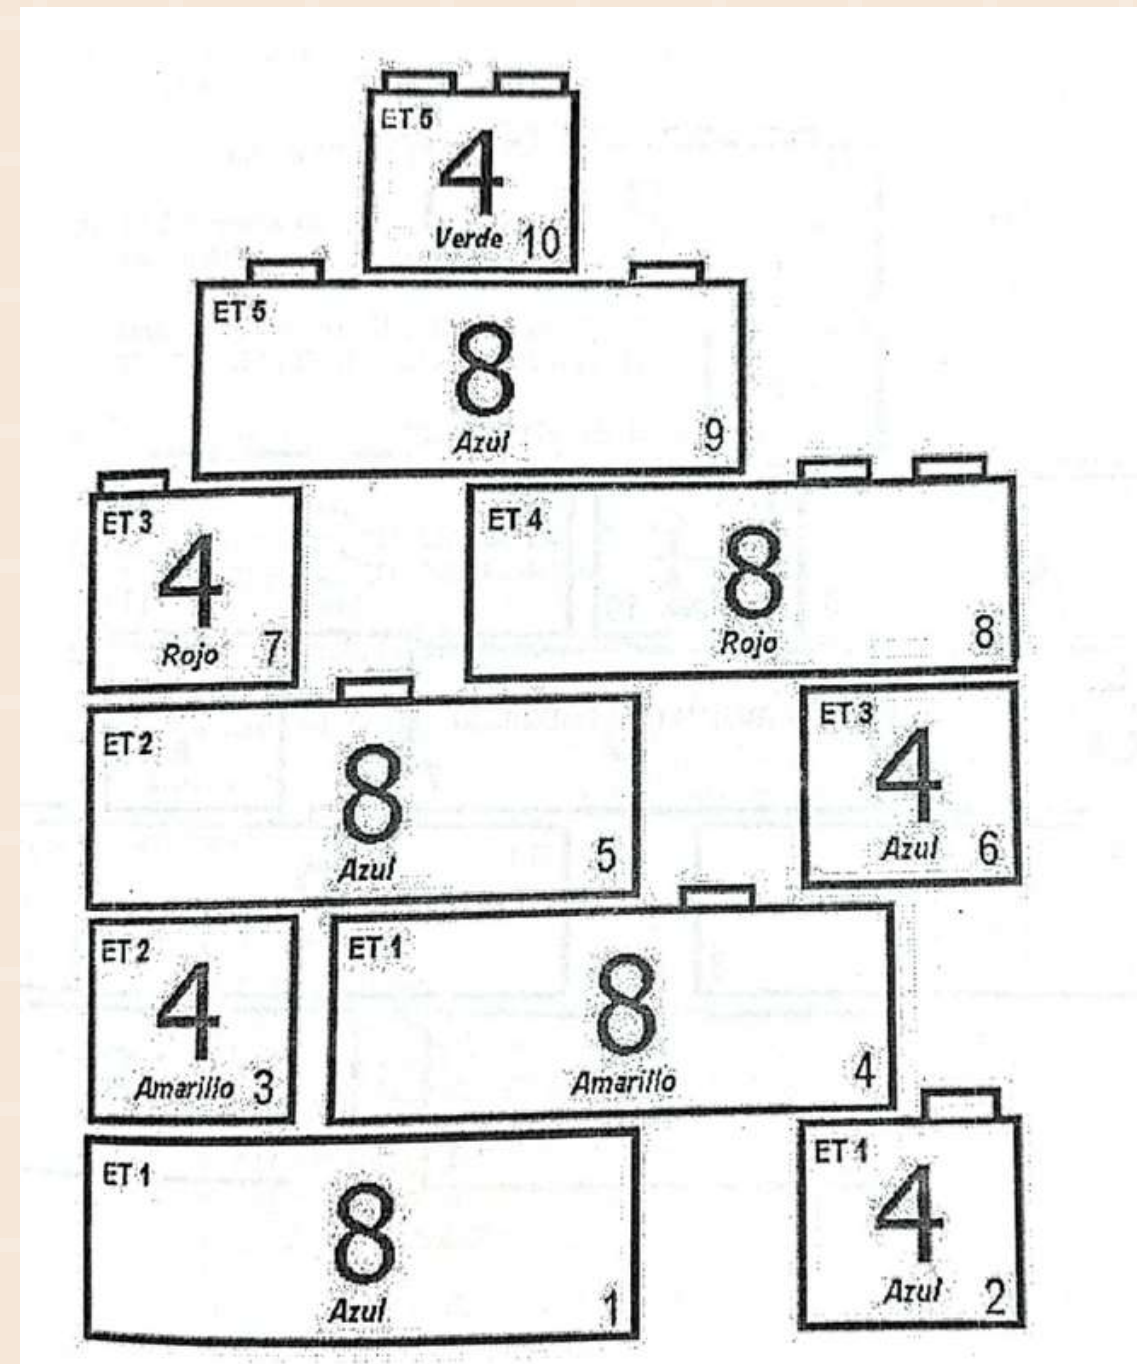 ET 5
4
Verde 10
ET 5
8
Azul 9
ET 3
4
Rojo 7
ET 4
8
Rojo 8
ET 2
8
Azul 5
ET 3
4
Azul 6
ET 2
4
Amarillo 3
ET 1
8
Amarillo 4
ET 1
8
Azul 1
ET 1
4
Azul 2